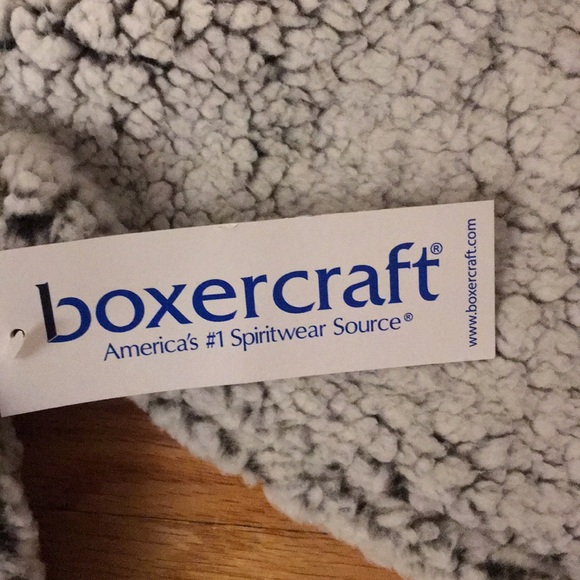 boxercraft®
America's #1 Spiritwear Source®
www.boxercraft.com